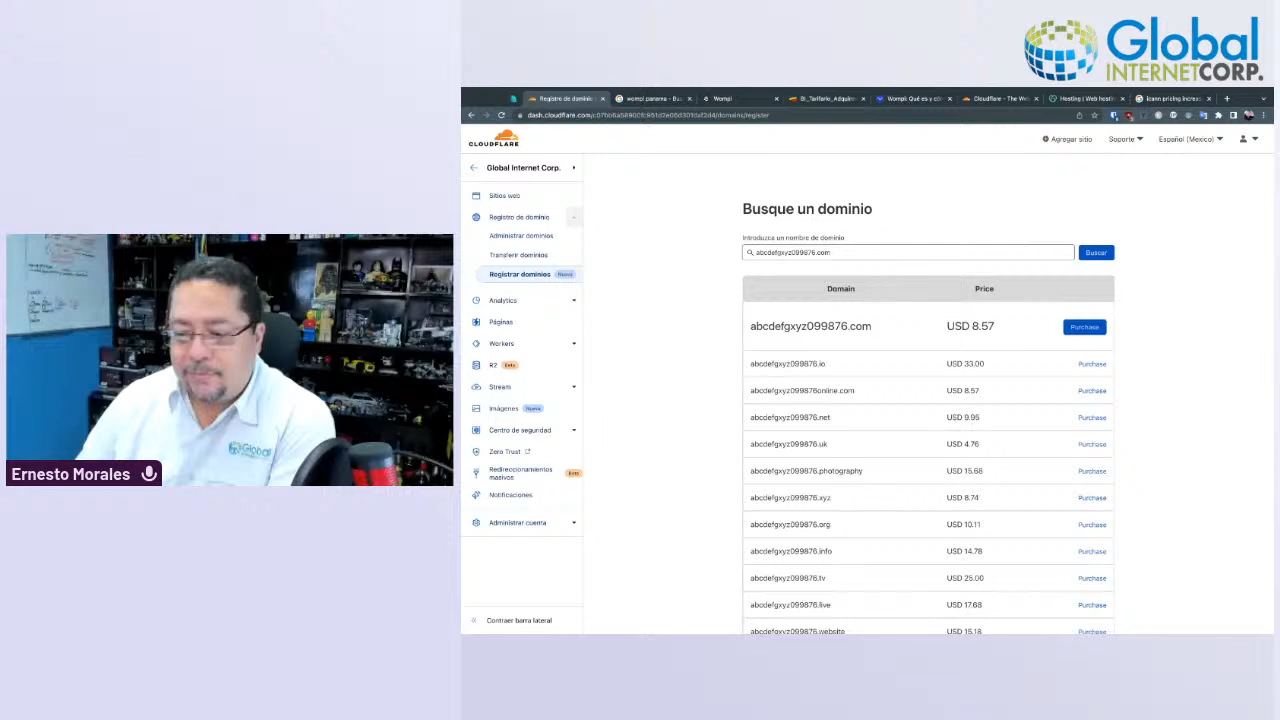 Global
INTERNETCORP.
Registro de dominio
Wompi
Cloudflare - The We
CLOUDFLARE
Agregar sitio
Soporte
Español (Mexico)
Global Internet Corp.
Sitios web
Registro de dominio
Administrar dominios
Transferir dominios
Registrar dominios Nuevo
Analytics
Páginas
Workers
R2 Beta
Stream
Imágenes Nuevo
Centro de seguridad
Zero Trust
Redireccionamientos
masivos Beta
Notificaciones
Administrar cuenta
Contraer barra lateral
Busque un dominio
Introduzca un nombre de dominio
abcdefgxyz099876.com Buscar
Domain Price
abcdefgxyz099876.com USD 8.57 Purchase
abcdefgxyz099876.io USD 33.00 Purchase
abcdefgxyz099876online.com USD 8.57 Purchase
abcdefgxyz099876.net USD 9.95 Purchase
abcdefgxyz099876.uk USD 4.76 Purchase
abcdefgxyz099876.photography USD 15.68 Purchase
abcdefgxyz099876.xyz USD 8.74 Purchase
abcdefgxyz099876.org USD 10.11 Purchase
abcdefgxyz099876.info USD 14.78 Purchase
abcdefgxyz099876.tv USD 25.00 Purchase
abcdefgxyz099876.live USD 17.68 Purchase
abcdefgxyz099876.website USD 15.18 Purchase
Global
Ernesto Morales